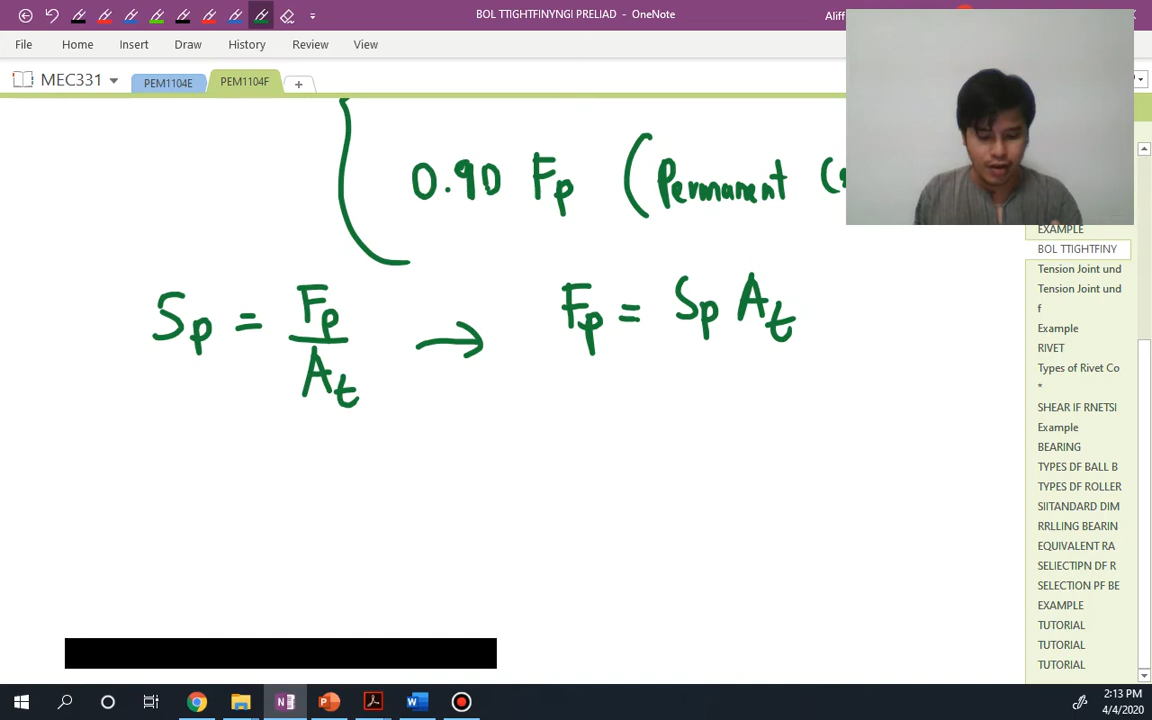 BOL TTIGHTFINYNGI PRELIAD - OneNote
Aliff
File Home Insert Draw History Review View
MEC331 PEM1104E PEM1104F +
0.90 Fp (Permanent
Sp = Fp / At → Fp = Sp At
EXAMPLE
BOL TTIGHTFINY
Tension Joint und
Tension Joint und
f
Example
RIVET
Types of Rivet Co
*
SHEAR IF RNETSI
Example
BEARING
TYPES DF BALL B
TYPES DF ROLLER
SIITANDARD DIM
RRLLING BEARIN
EQUIVALENT RA
SELIECTIPN DF R
SELECTION PF BE
EXAMPLE
TUTORIAL
TUTORIAL
TUTORIAL
2:13 PM
4/4/2020